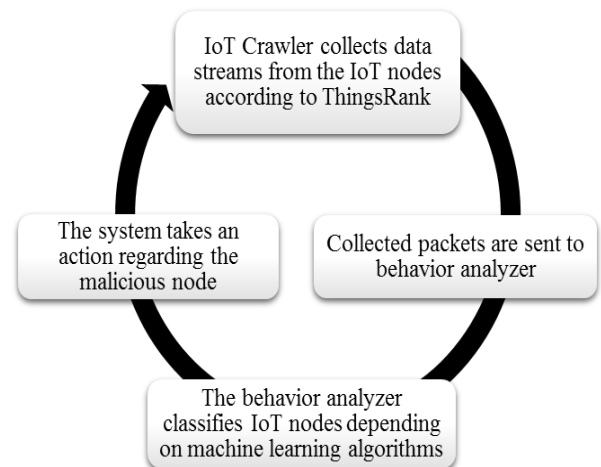 IoT Crawler collects data
streams from the IoT nodes
according to ThingsRank
Collected packets are sent to
behavior analyzer
The behavior analyzer
classifies IoT nodes depending
on machine learning algorithms
The system takes an
action regarding the
malicious node